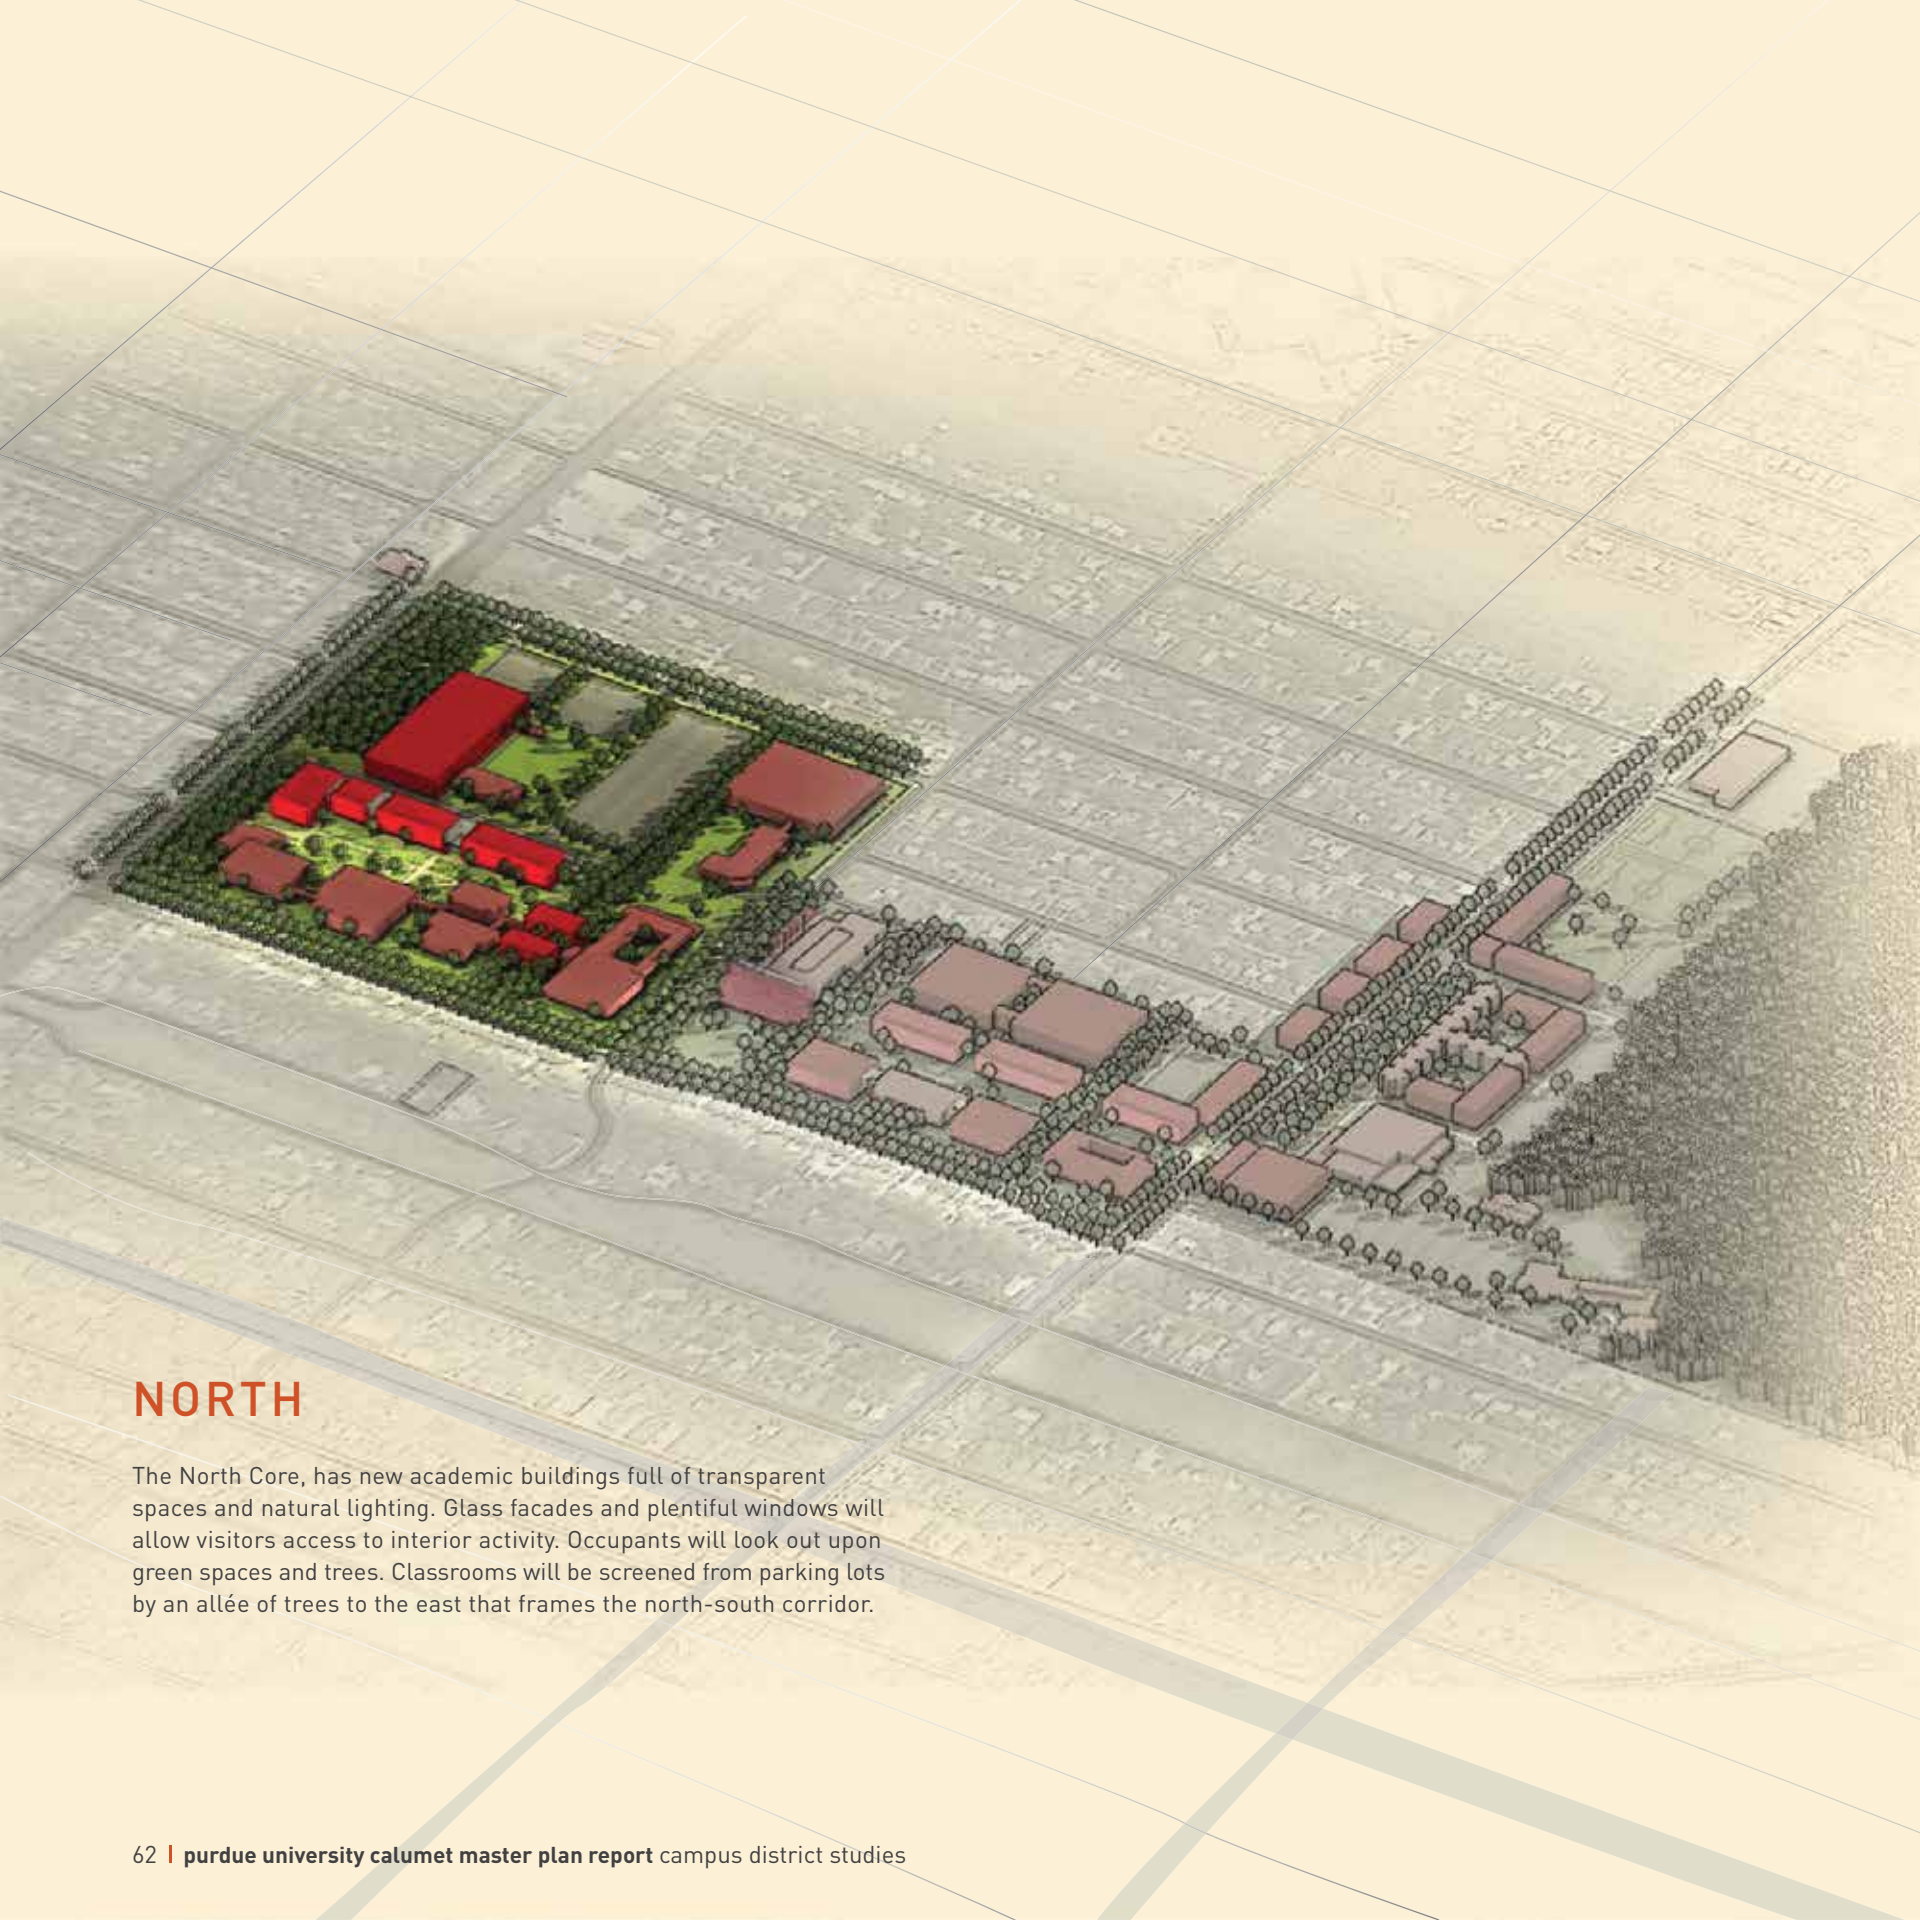 NORTH
The North Core, has new academic buildings full of transparent
spaces and natural lighting. Glass facades and plentiful windows will
allow visitors access to interior activity. Occupants will look out upon
green spaces and trees. Classrooms will be screened from parking lots
by an allée of trees to the east that frames the north-south corridor.
62 | purdue university calumet master plan report campus district studies